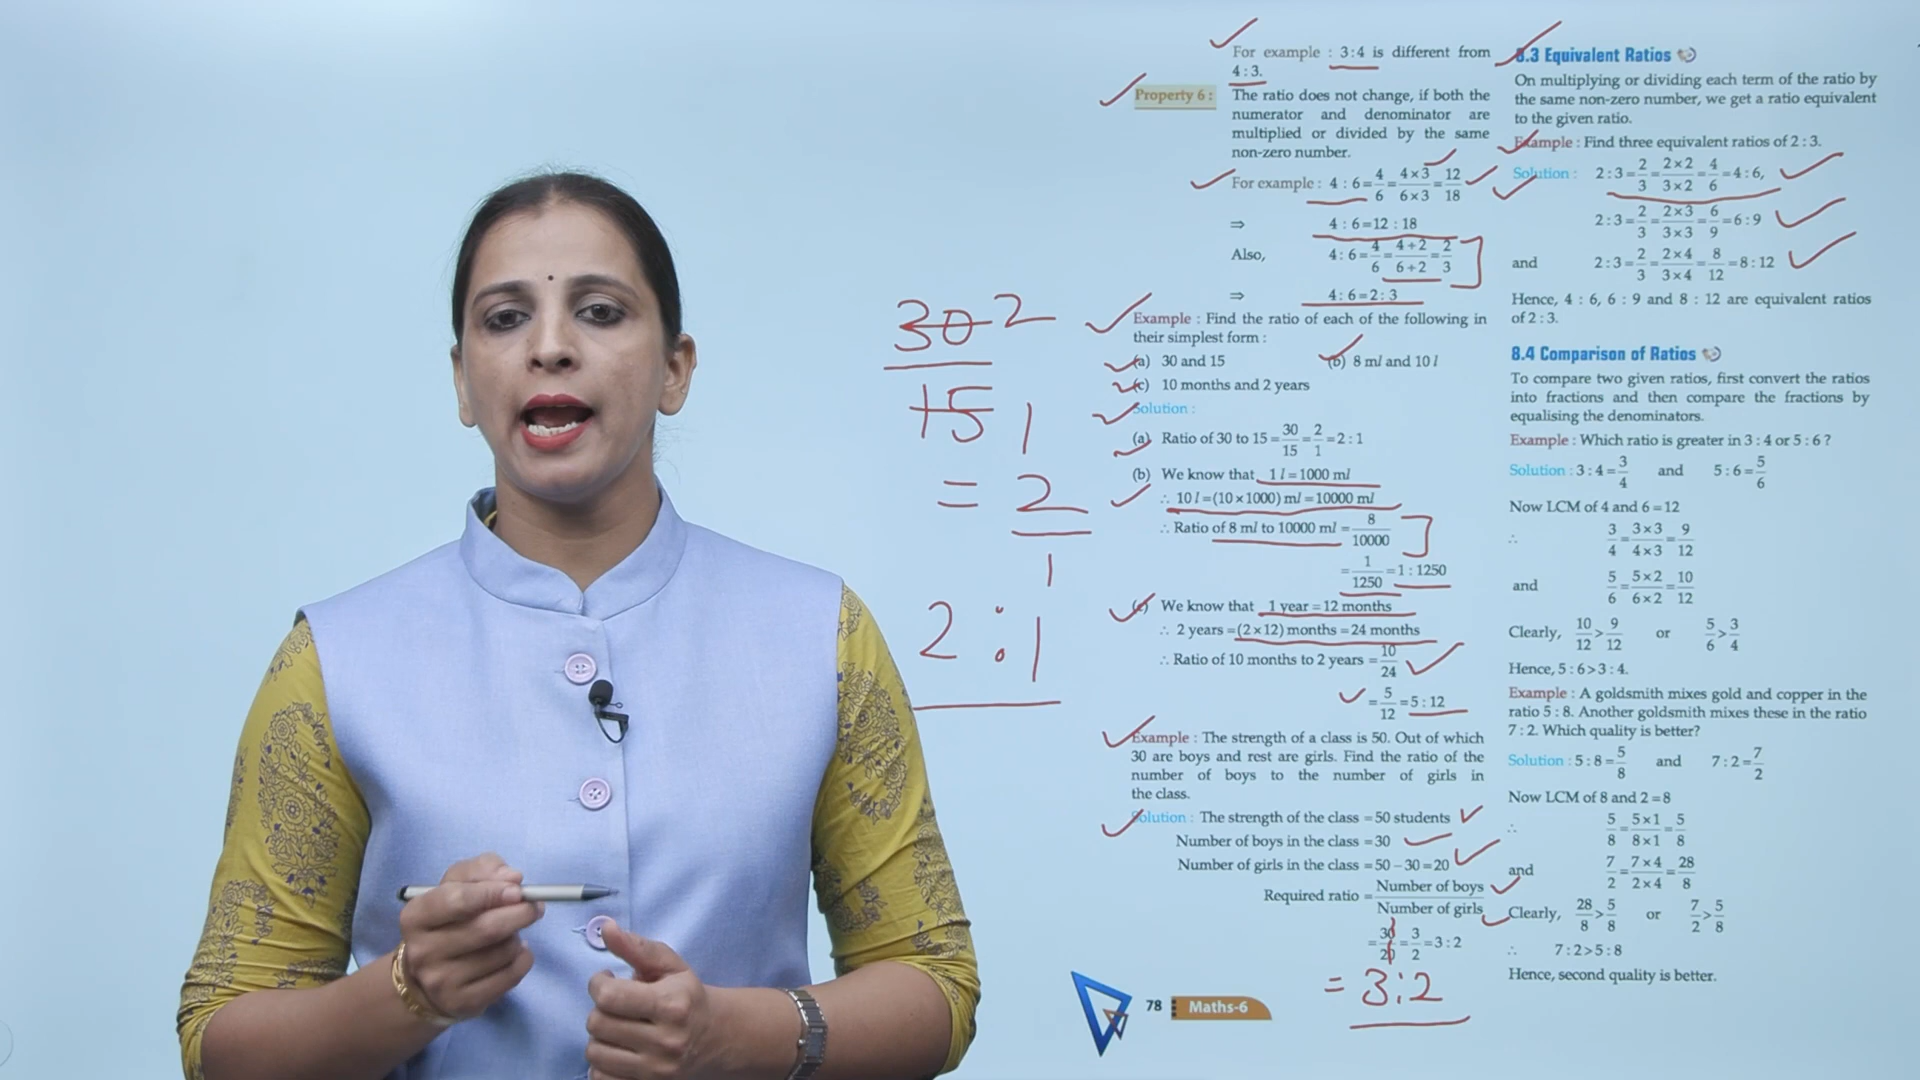 30 2
15 1
= 2
1
2 : 1
For example : 3:4 is different from
4 : 3.
Property 6 : The ratio does not change, if both the
numerator and denominator are
multiplied or divided by the same
non-zero number.
For example : 4 : 6 = 4/6 = 4×3/6×3 = 12/18
⇒ 4 : 6 = 12 : 18
Also, 4 : 6 = 4/6 = 4÷2/6÷2 = 2/3
⇒ 4 : 6 = 2 : 3
Example : Find the ratio of each of the following in
their simplest form :
(a) 30 and 15 (b) 8 ml and 10 l
(c) 10 months and 2 years
Solution :
(a) Ratio of 30 to 15 = 30/15 = 2/1 = 2 : 1
(b) We know that, 1 l = 1000 ml
∴ 10 l = (10 × 1000) ml = 10000 ml
∴ Ratio of 8 ml to 10000 ml = 8/10000
= 1/1250 = 1 : 1250
(c) We know that 1 year = 12 months
∴ 2 years = (2 × 12) months = 24 months
∴ Ratio of 10 months to 2 years = 10/24
= 5/12 = 5 : 12
Example : The strength of a class is 50. Out of which
30 are boys and rest are girls. Find the ratio of the
number of boys to the number of girls in
the class.
Solution : The strength of the class = 50 students
Number of boys in the class = 30
Number of girls in the class = 50 – 30 = 20
Required ratio = Number of boys/Number of girls
= 30/20 = 3/2 = 3 : 2
= 3:2
78 Maths-6
8.3 Equivalent Ratios
On multiplying or dividing each term of the ratio by
the same non-zero number, we get a ratio equivalent
to the given ratio.
Example : Find three equivalent ratios of 2 : 3.
Solution : 2 : 3 = 2/3 = 2×2/3×2 = 4/6 = 4 : 6,
2 : 3 = 2/3 = 2×3/3×3 = 6/9 = 6 : 9
and 2 : 3 = 2/3 = 2×4/3×4 = 8/12 = 8 : 12
Hence, 4 : 6, 6 : 9 and 8 : 12 are equivalent ratios
of 2 : 3.
8.4 Comparison of Ratios
To compare two given ratios, first convert the ratios
into fractions and then compare the fractions by
equalising the denominators.
Example : Which ratio is greater in 3 : 4 or 5 : 6 ?
Solution : 3 : 4 = 3/4 and 5 : 6 = 5/6
Now LCM of 4 and 6 = 12
∴ 3/4 = 3×3/4×3 = 9/12
and 5/6 = 5×2/6×2 = 10/12
Clearly, 10/12 > 9/12 or 5/6 > 3/4
Hence, 5 : 6 > 3 : 4.
Example : A goldsmith mixes gold and copper in the
ratio 5 : 8. Another goldsmith mixes these in the ratio
7 : 2. Which quality is better?
Solution : 5 : 8 = 5/8 and 7 : 2 = 7/2
Now LCM of 8 and 2 = 8
∴ 5/8 = 5×1/8×1 = 5/8
and 7/2 = 7×4/2×4 = 28/8
Clearly, 28/8 > 5/8 or 7/2 > 5/8
∴ 7 : 2 > 5 : 8
Hence, second quality is better.